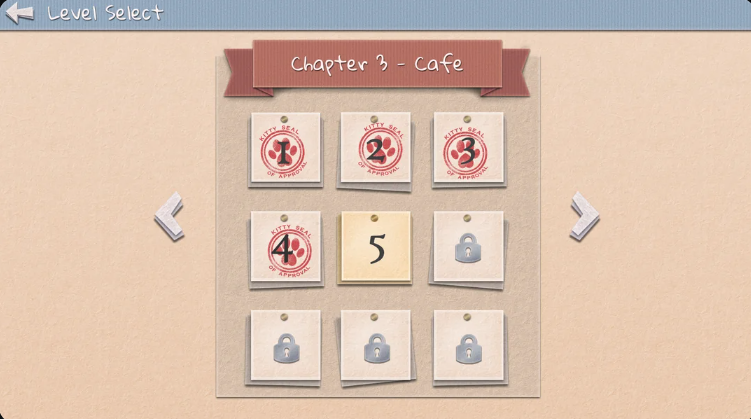 Level Select
Chapter 3 - Cafe
KITTY SEAL
1
OF APPROVAL
KITTY SEAL
2
OF APPROVAL
KITTY SEAL
3
OF APPROVAL
KITTY SEAL
4
OF APPROVAL
5